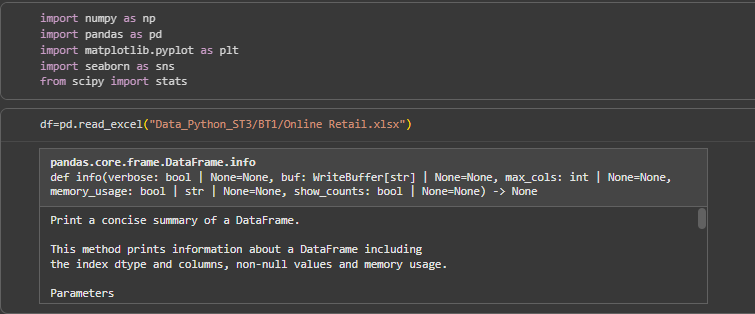 import numpy as np
import pandas as pd
import matplotlib.pyplot as plt
import seaborn as sns
from scipy import stats
df=pd.read_excel("Data_Python_ST3/BT1/Online Retail.xlsx")
pandas.core.frame.DataFrame.info
def info(verbose: bool | None=None, buf: WriteBuffer[str] | None=None, max_cols: int | None=None,
memory_usage: bool | str | None=None, show_counts: bool | None=None) -> None
Print a concise summary of a DataFrame.
This method prints information about a DataFrame including
the index dtype and columns, non-null values and memory usage.
Parameters